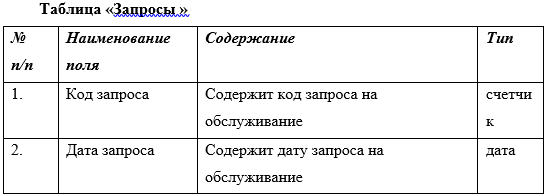 Таблица «Запросы »
№ Наименование Содержание Тип
п/п поля
1. Код запроса Содержит код запроса на счетчи
обслуживание к
2. Дата запроса Содержит дату запроса на дата
обслуживание